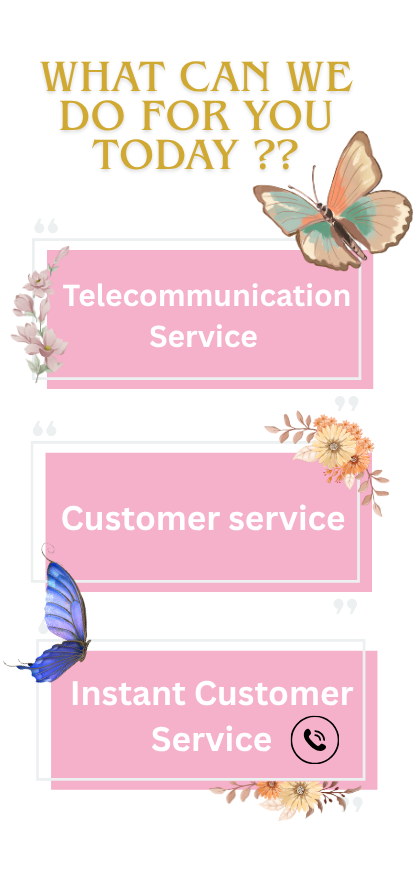 WHAT CAN WE
DO FOR YOU
TODAY ??
Telecommunication
Service
Customer service
Instant Customer
Service